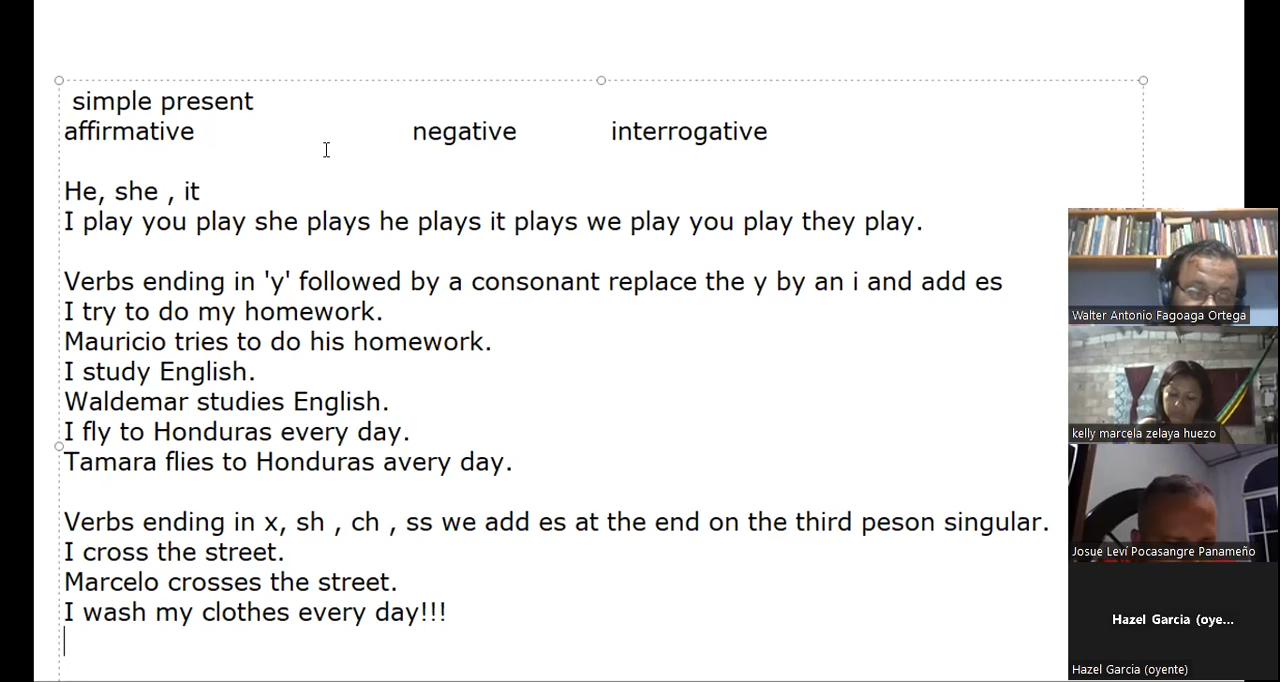 simple present
affirmative negative interrogative
He, she , it
I play you play she plays he plays it plays we play you play they play.
Verbs ending in 'y' followed by a consonant replace the y by an i and add es
I try to do my homework.
Mauricio tries to do his homework.
I study English.
Waldemar studies English.
I fly to Honduras every day.
Tamara flies to Honduras avery day.
Verbs ending in x, sh , ch , ss we add es at the end on the third peson singular.
I cross the street.
Marcelo crosses the street.
I wash my clothes every day!!!
Walter Antonio Fagoaga Ortega
kelly marcela zelaya huezo
Josue Leví Pocasangre Panameño
Hazel Garcia (oye...
Hazel Garcia (oyente)